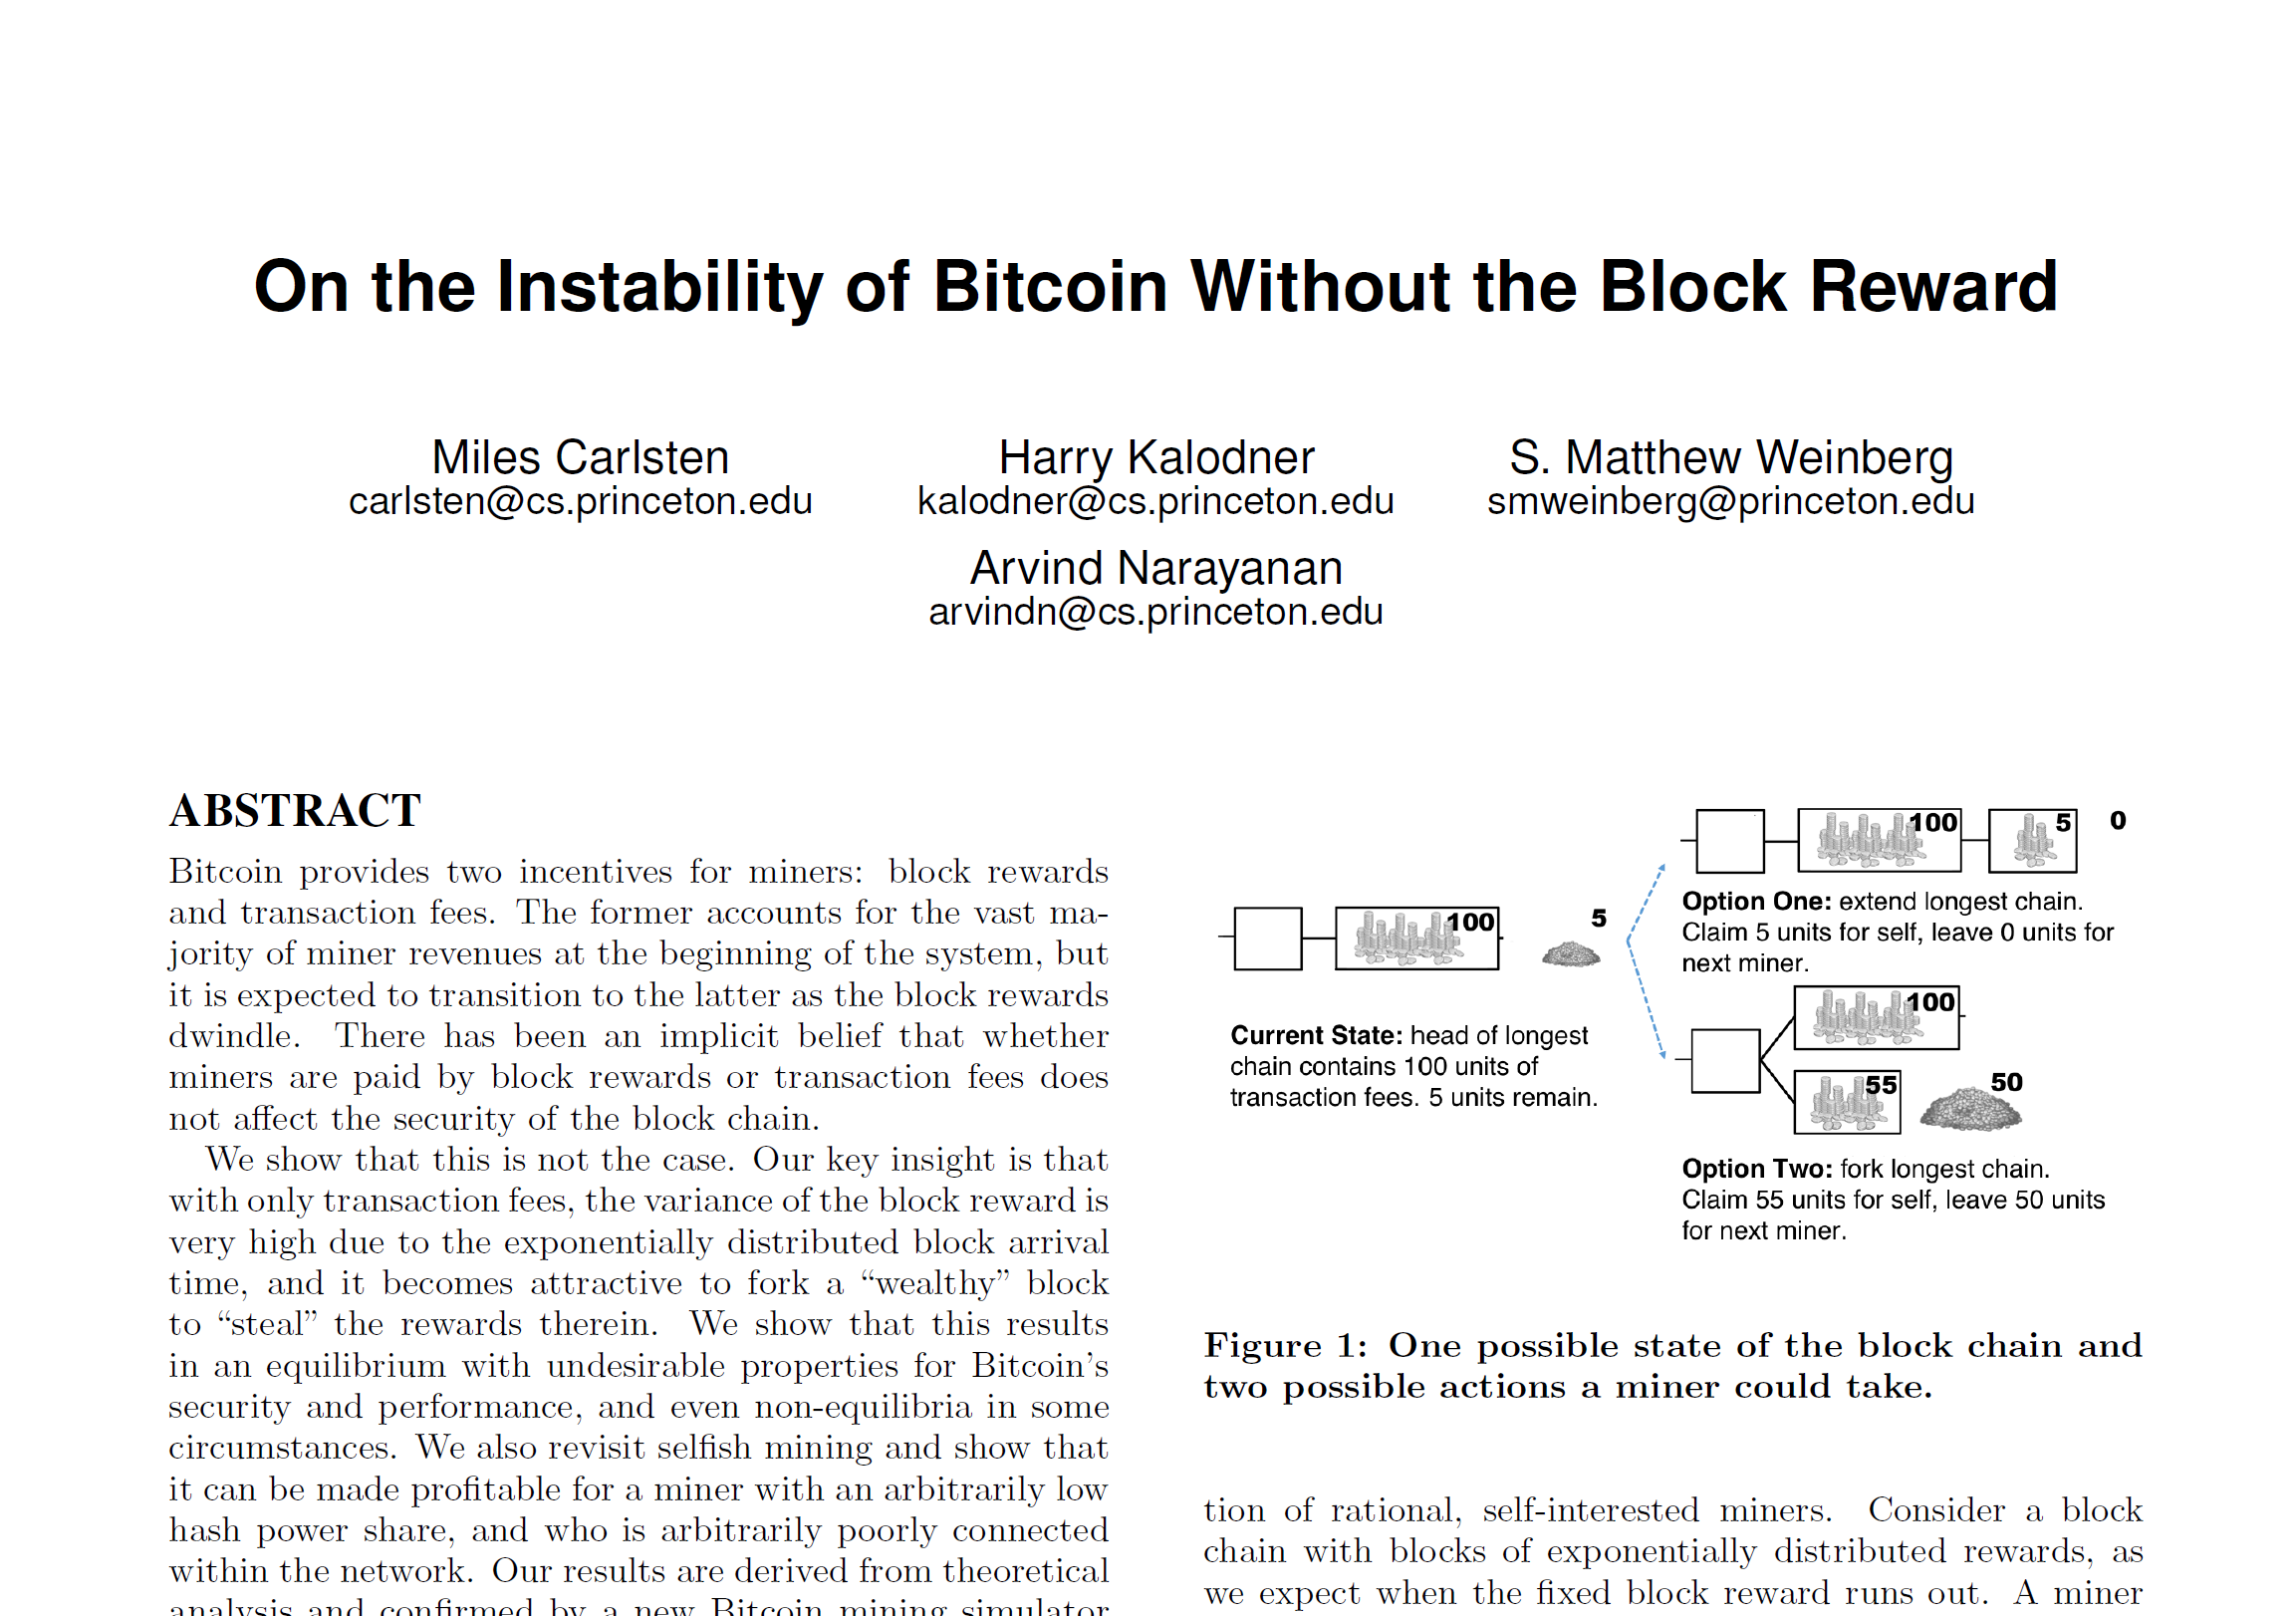 On the Instability of Bitcoin Without the Block Reward
Miles Carlsten
carlsten@cs.princeton.edu
Harry Kalodner
kalodner@cs.princeton.edu
S. Matthew Weinberg
smweinberg@princeton.edu
Arvind Narayanan
arvindn@cs.princeton.edu
ABSTRACT
Bitcoin provides two incentives for miners: block rewards
and transaction fees. The former accounts for the vast ma-
jority of miner revenues at the beginning of the system, but
it is expected to transition to the latter as the block rewards
dwindle. There has been an implicit belief that whether
miners are paid by block rewards or transaction fees does
not affect the security of the block chain.
We show that this is not the case. Our key insight is that
with only transaction fees, the variance of the block reward is
very high due to the exponentially distributed block arrival
time, and it becomes attractive to fork a “wealthy” block
to “steal” the rewards therein. We show that this results
in an equilibrium with undesirable properties for Bitcoin’s
security and performance, and even non-equilibria in some
circumstances. We also revisit selfish mining and show that
it can be made profitable for a miner with an arbitrarily low
hash power share, and who is arbitrarily poorly connected
within the network. Our results are derived from theoretical
analysis and confirmed by a new Bitcoin mining simulator
100
5
Current State: head of longest
chain contains 100 units of
transaction fees. 5 units remain.
100
5
0
Option One: extend longest chain.
Claim 5 units for self, leave 0 units for
next miner.
100
55
50
Option Two: fork longest chain.
Claim 55 units for self, leave 50 units
for next miner.
Figure 1: One possible state of the block chain and
two possible actions a miner could take.
tion of rational, self-interested miners. Consider a block
chain with blocks of exponentially distributed rewards, as
we expect when the fixed block reward runs out. A miner